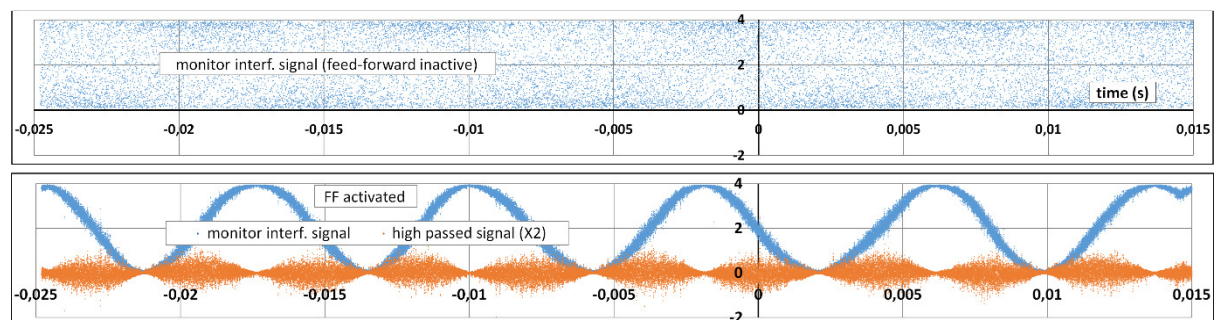 4
monitor interf. signal (feed-forward inactive)
2
time (s)
0
-0,025 -0,02 -0,015 -0,01 -0,005 0 0,005 0,01 0,015
-2
4
FF activated
monitor interf. signal high passed signal (X2)
2
0
-0,025 -0,02 -0,015 -0,01 -0,005 0 0,005 0,01 0,015
-2